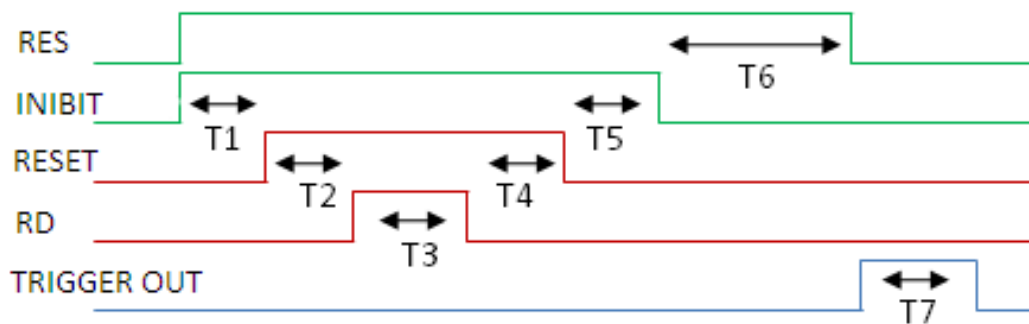 RES
T6
INIBIT
T1
T5
RESET
T2
T4
RD
T3
TRIGGER OUT
T7